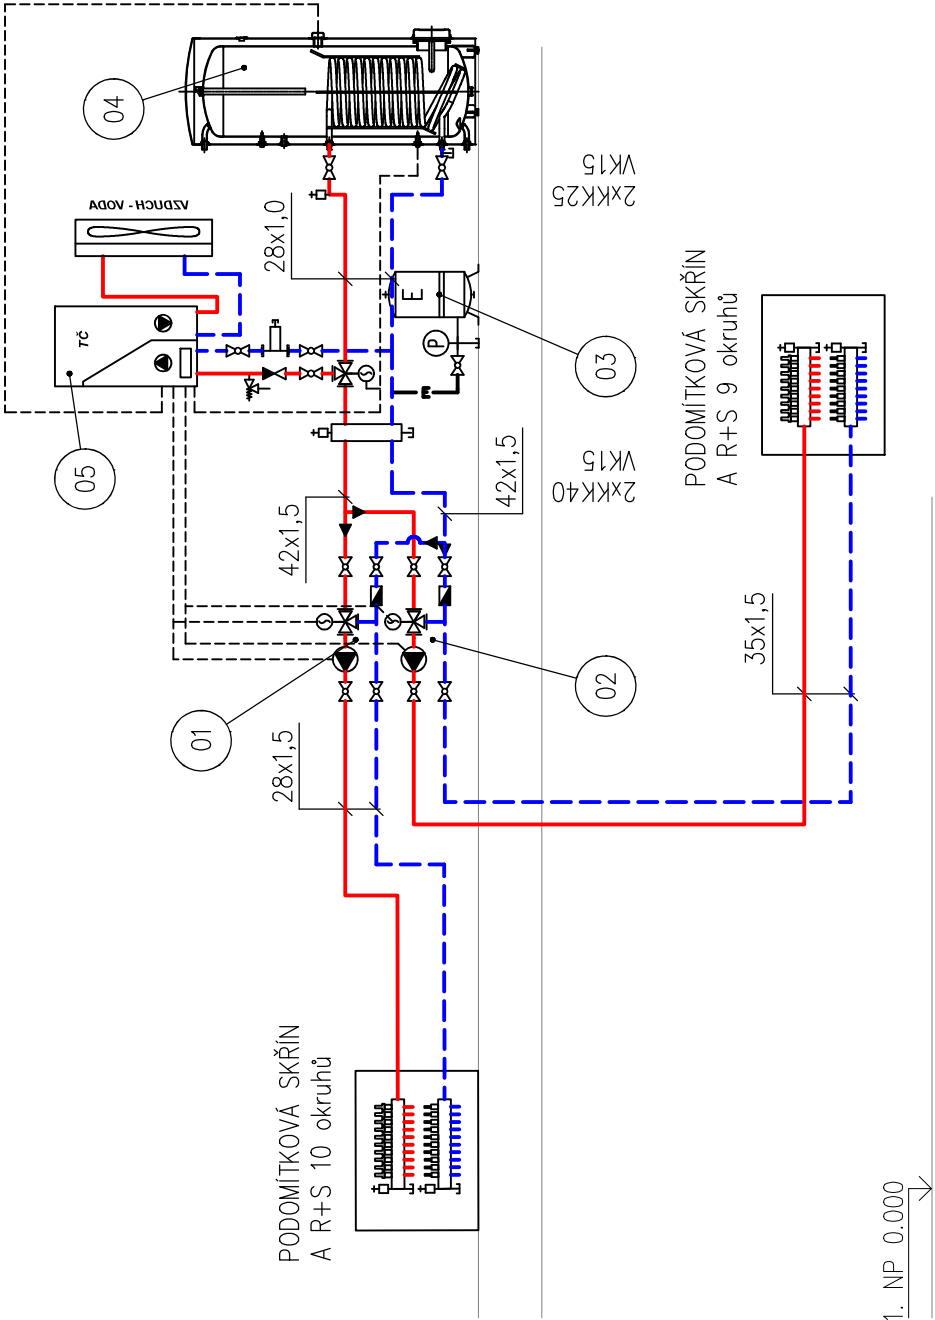 04
VZDUCH - VODA
TČ
05
28x1,0
E
P
E
03
VK15
2xKK25
VK15
2xKK40
42x1,5
42x1,5
01
02
28x1,5
35x1,5
PODOMÍTKOVÁ SKŘÍN
A R+S 9 okruhů
PODOMÍTKOVÁ SKŘÍN
A R+S 10 okruhů
1. NP 0.000